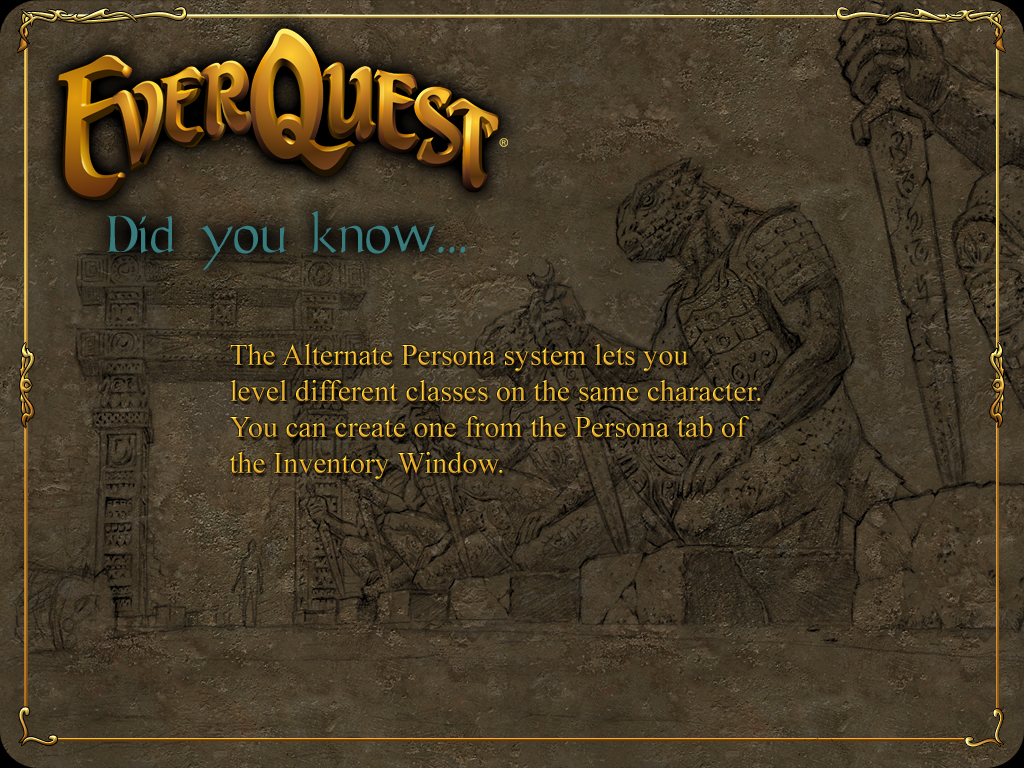 EverQuest®
Did you know...
The Alternate Persona system lets you
level different classes on the same character.
You can create one from the Persona tab of
the Inventory Window.